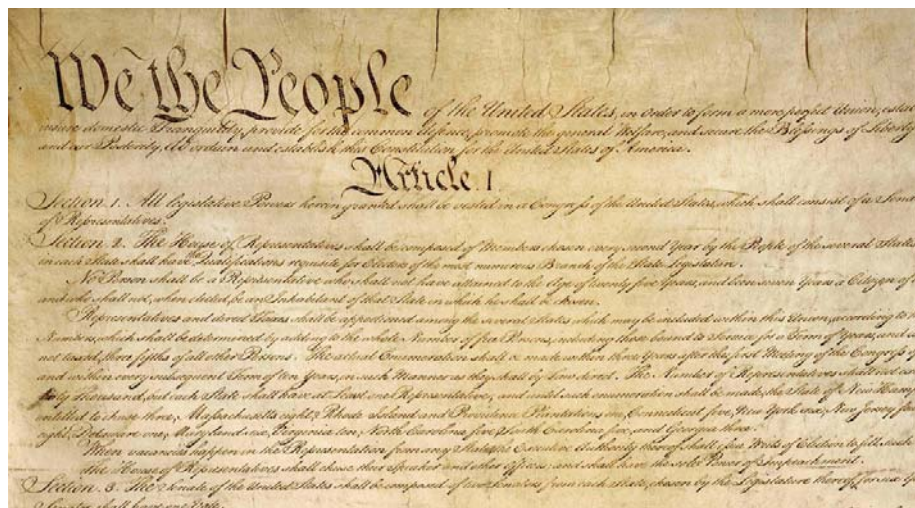 We the People of the United States, in Order to form a more perfect Union, estab
insure domestic Tranquility, provide for the common defence, promote the general Welfare, and secure the Blessings of Liberty
and our Posterity, do ordain and establish this Constitution for the United States of America.
Article. I.
Section. 1. All legislative Powers herein granted shall be vested in a Congress of the United States, which shall consist of a Sena
of Representatives.
Section. 2. The House of Representatives shall be composed of Members chosen every second Year by the People of the several States
in each State shall have the Qualifications requisite for Electors of the most numerous Branch of the State Legislature.
No Person shall be a Representative who shall not have attained to the Age of twenty five Years, and been seven Years a Citizen of
and who shall not, when elected, be an Inhabitant of that State in which he shall be chosen.
Representatives and direct Taxes shall be apportioned among the several States which may be included within this Union, according to
Numbers, which shall be determined by adding to the whole Number of free Persons, including those bound to Service for a Term of Years, and
not taxed, three fifths of all other Persons. The actual Enumeration shall be made within three Years after the first Meeting of the Congress
and within every subsequent Term of ten Years, in such Manner as they shall by Law direct. The Number of Representatives shall not
thirty Thousand, but each State shall have at Least one Representative; and until such enumeration shall be made, the State of New Hamp
entitled to chuse three, Massachusetts eight, Rhode Island and Providence Plantations one, Connecticut five, New York six, New Jersey
eight, Delaware one, Maryland six, Virginia ten, North Carolina five, South Carolina five, and Georgia three.
When vacancies happen in the Representation from any State, the Executive Authority thereof shall issue Writs of Election to fill such
The House of Representatives shall chuse their Speaker and other Officers; and shall have the sole Power of Impeachment.
Section. 3. The Senate of the United States shall be composed of two Senators from each State, chosen by the Legislature thereof, for six
Senator shall have one Vote.